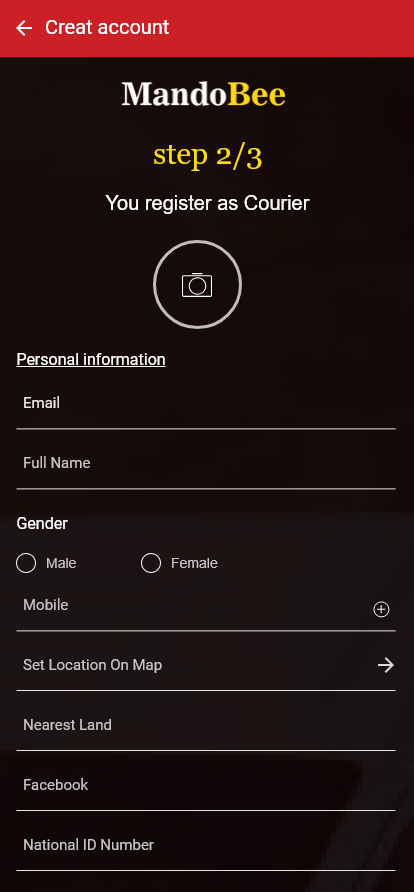 Creat account
MandoBee
step 2/3
You register as Courier
Personal information
Email
Full Name
Gender
Male Female
Mobile
Set Location On Map
Nearest Land
Facebook
National ID Number